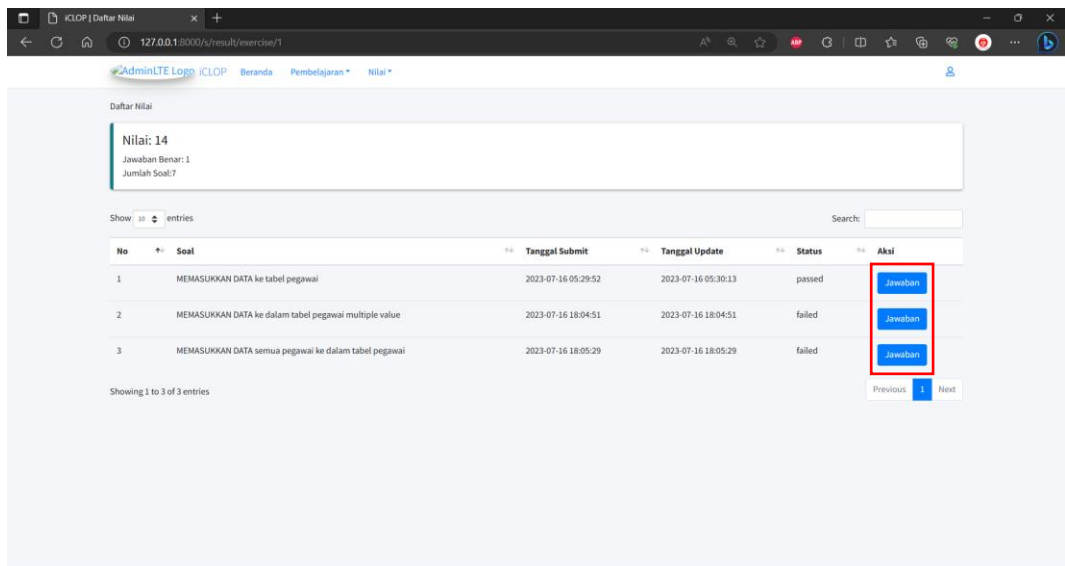 iCLOP | Daftar Nilai
127.0.0.1:8000/s/result/exercise/1
ABP
AdminLTE Logo iCLOP Beranda Pembelajaran Nilai
Daftar Nilai
Nilai: 14
Jawaban Benar: 1
Jumlah Soal:7
Show 10 entries Search:
No Soal Tanggal Submit Tanggal Update Status Aksi
1 MEMASUKKAN DATA ke tabel pegawai 2023-07-16 05:29:52 2023-07-16 05:30:13 passed Jawaban
2 MEMASUKKAN DATA ke dalam tabel pegawai multiple value 2023-07-16 18:04:51 2023-07-16 18:04:51 failed Jawaban
3 MEMASUKKAN DATA semua pegawai ke dalam tabel pegawai 2023-07-16 18:05:29 2023-07-16 18:05:29 failed Jawaban
Showing 1 to 3 of 3 entries Previous 1 Next